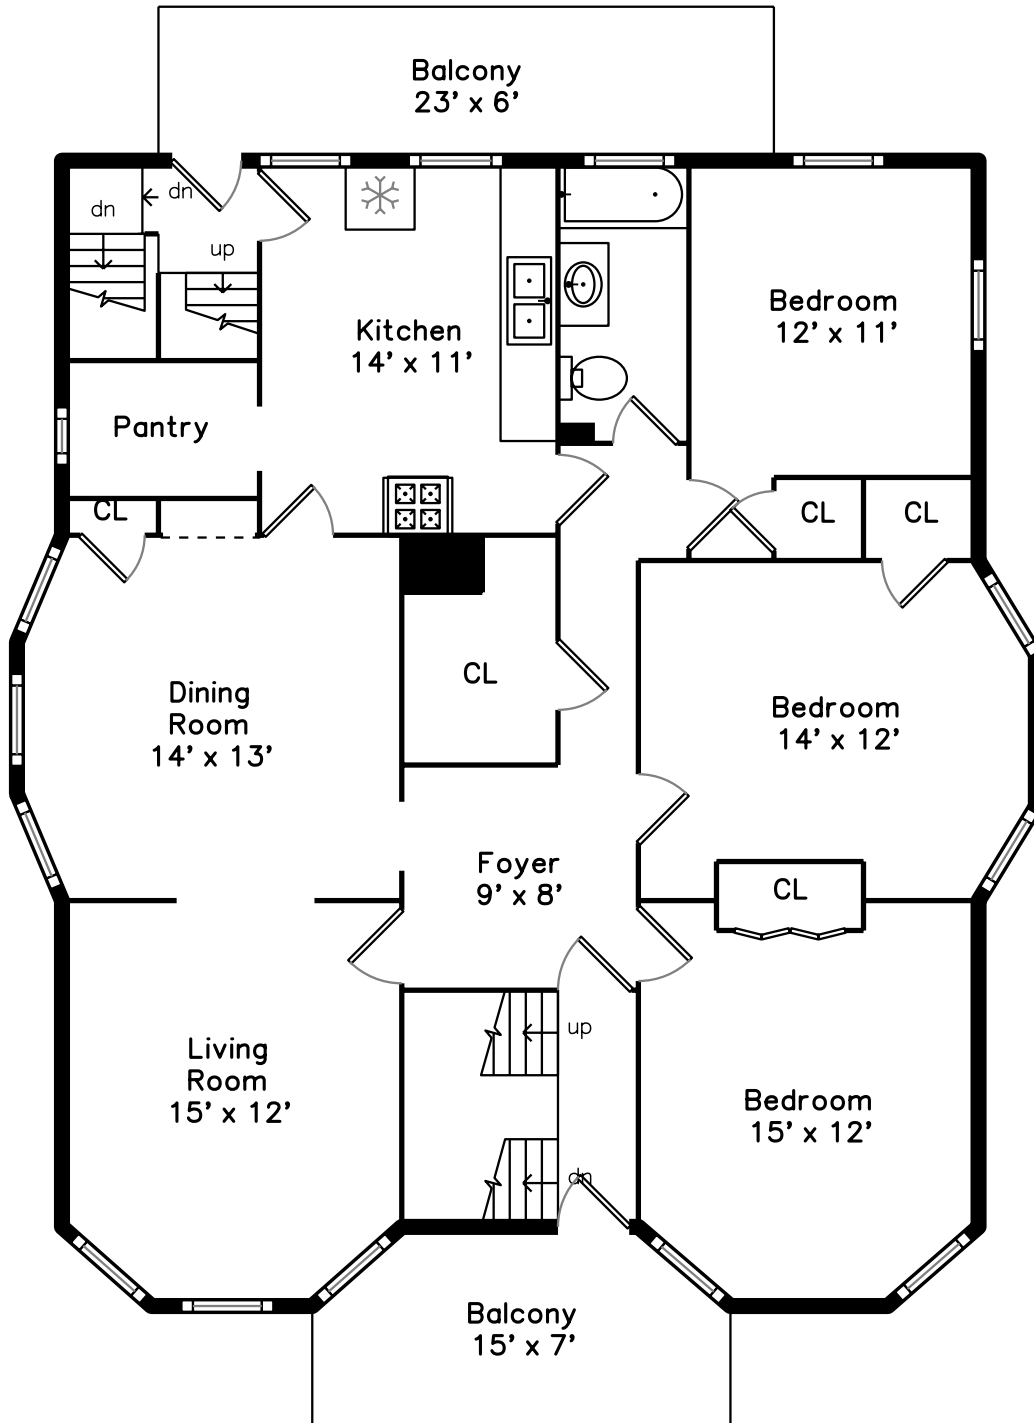 Balcony
23' x 6'
dn
dn
up
Kitchen
14' x 11'
Bedroom
12' x 11'
Pantry
CL
CL
CL
Dining
Room
14' x 13'
CL
Bedroom
14' x 12'
Foyer
9' x 8'
CL
up
Living
Room
15' x 12'
Bedroom
15' x 12'
dn
Balcony
15' x 7'